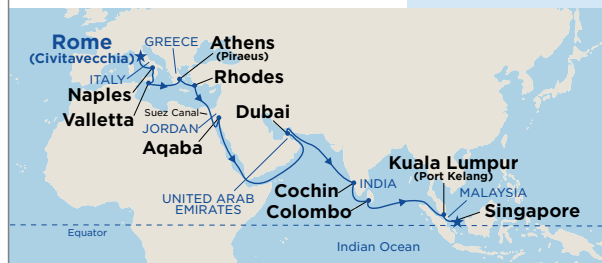 Rome
(Civitavecchia)
GREECE
Athens
(Piraeus)
ITALY
Naples
Rhodes
Valletta
Suez Canal
JORDAN
Aqaba
Dubai
UNITED ARAB
EMIRATES
Cochin
INDIA
Colombo
Kuala Lumpur
(Port Kelang)
MALAYSIA
Singapore
Equator
Indian Ocean